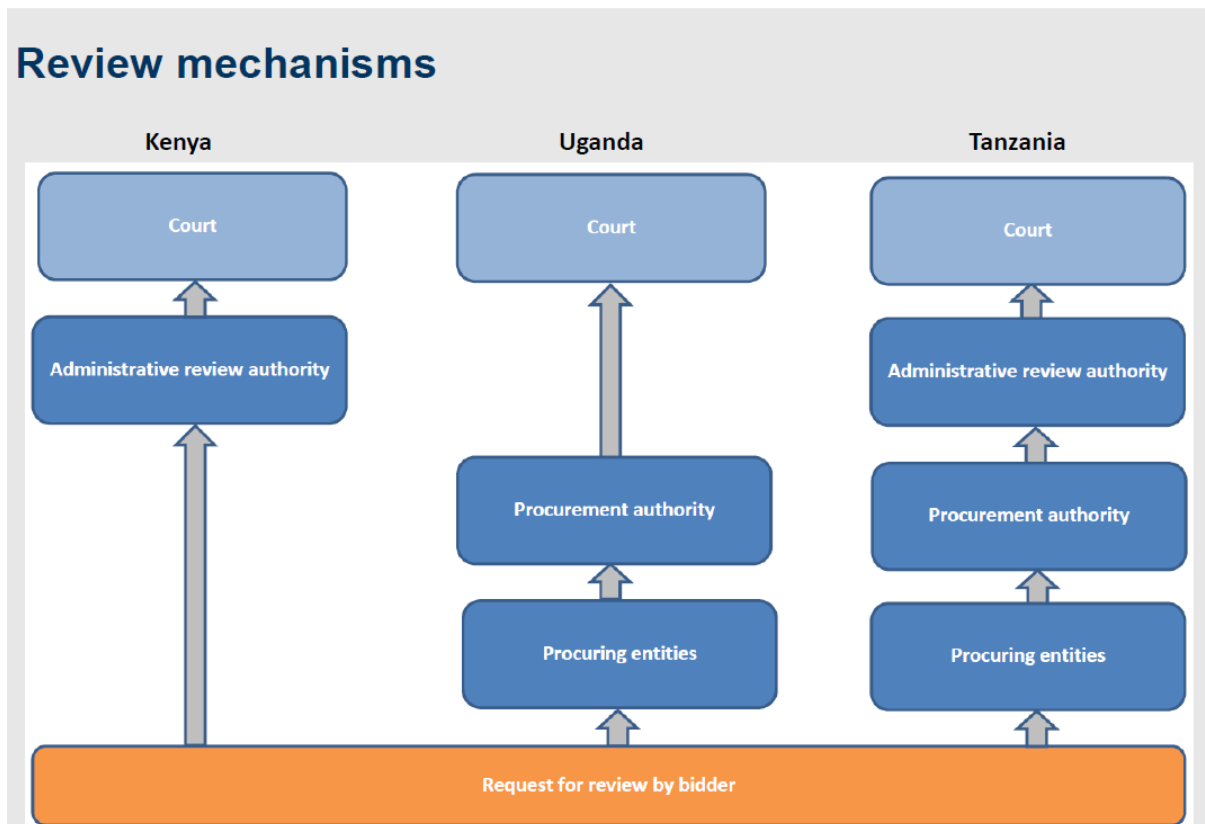 Review mechanisms
Kenya
Uganda
Tanzania
Court
Court
Court
Administrative review authority
Administrative review authority
Procurement authority
Procurement authority
Procuring entities
Procuring entities
Request for review by bidder